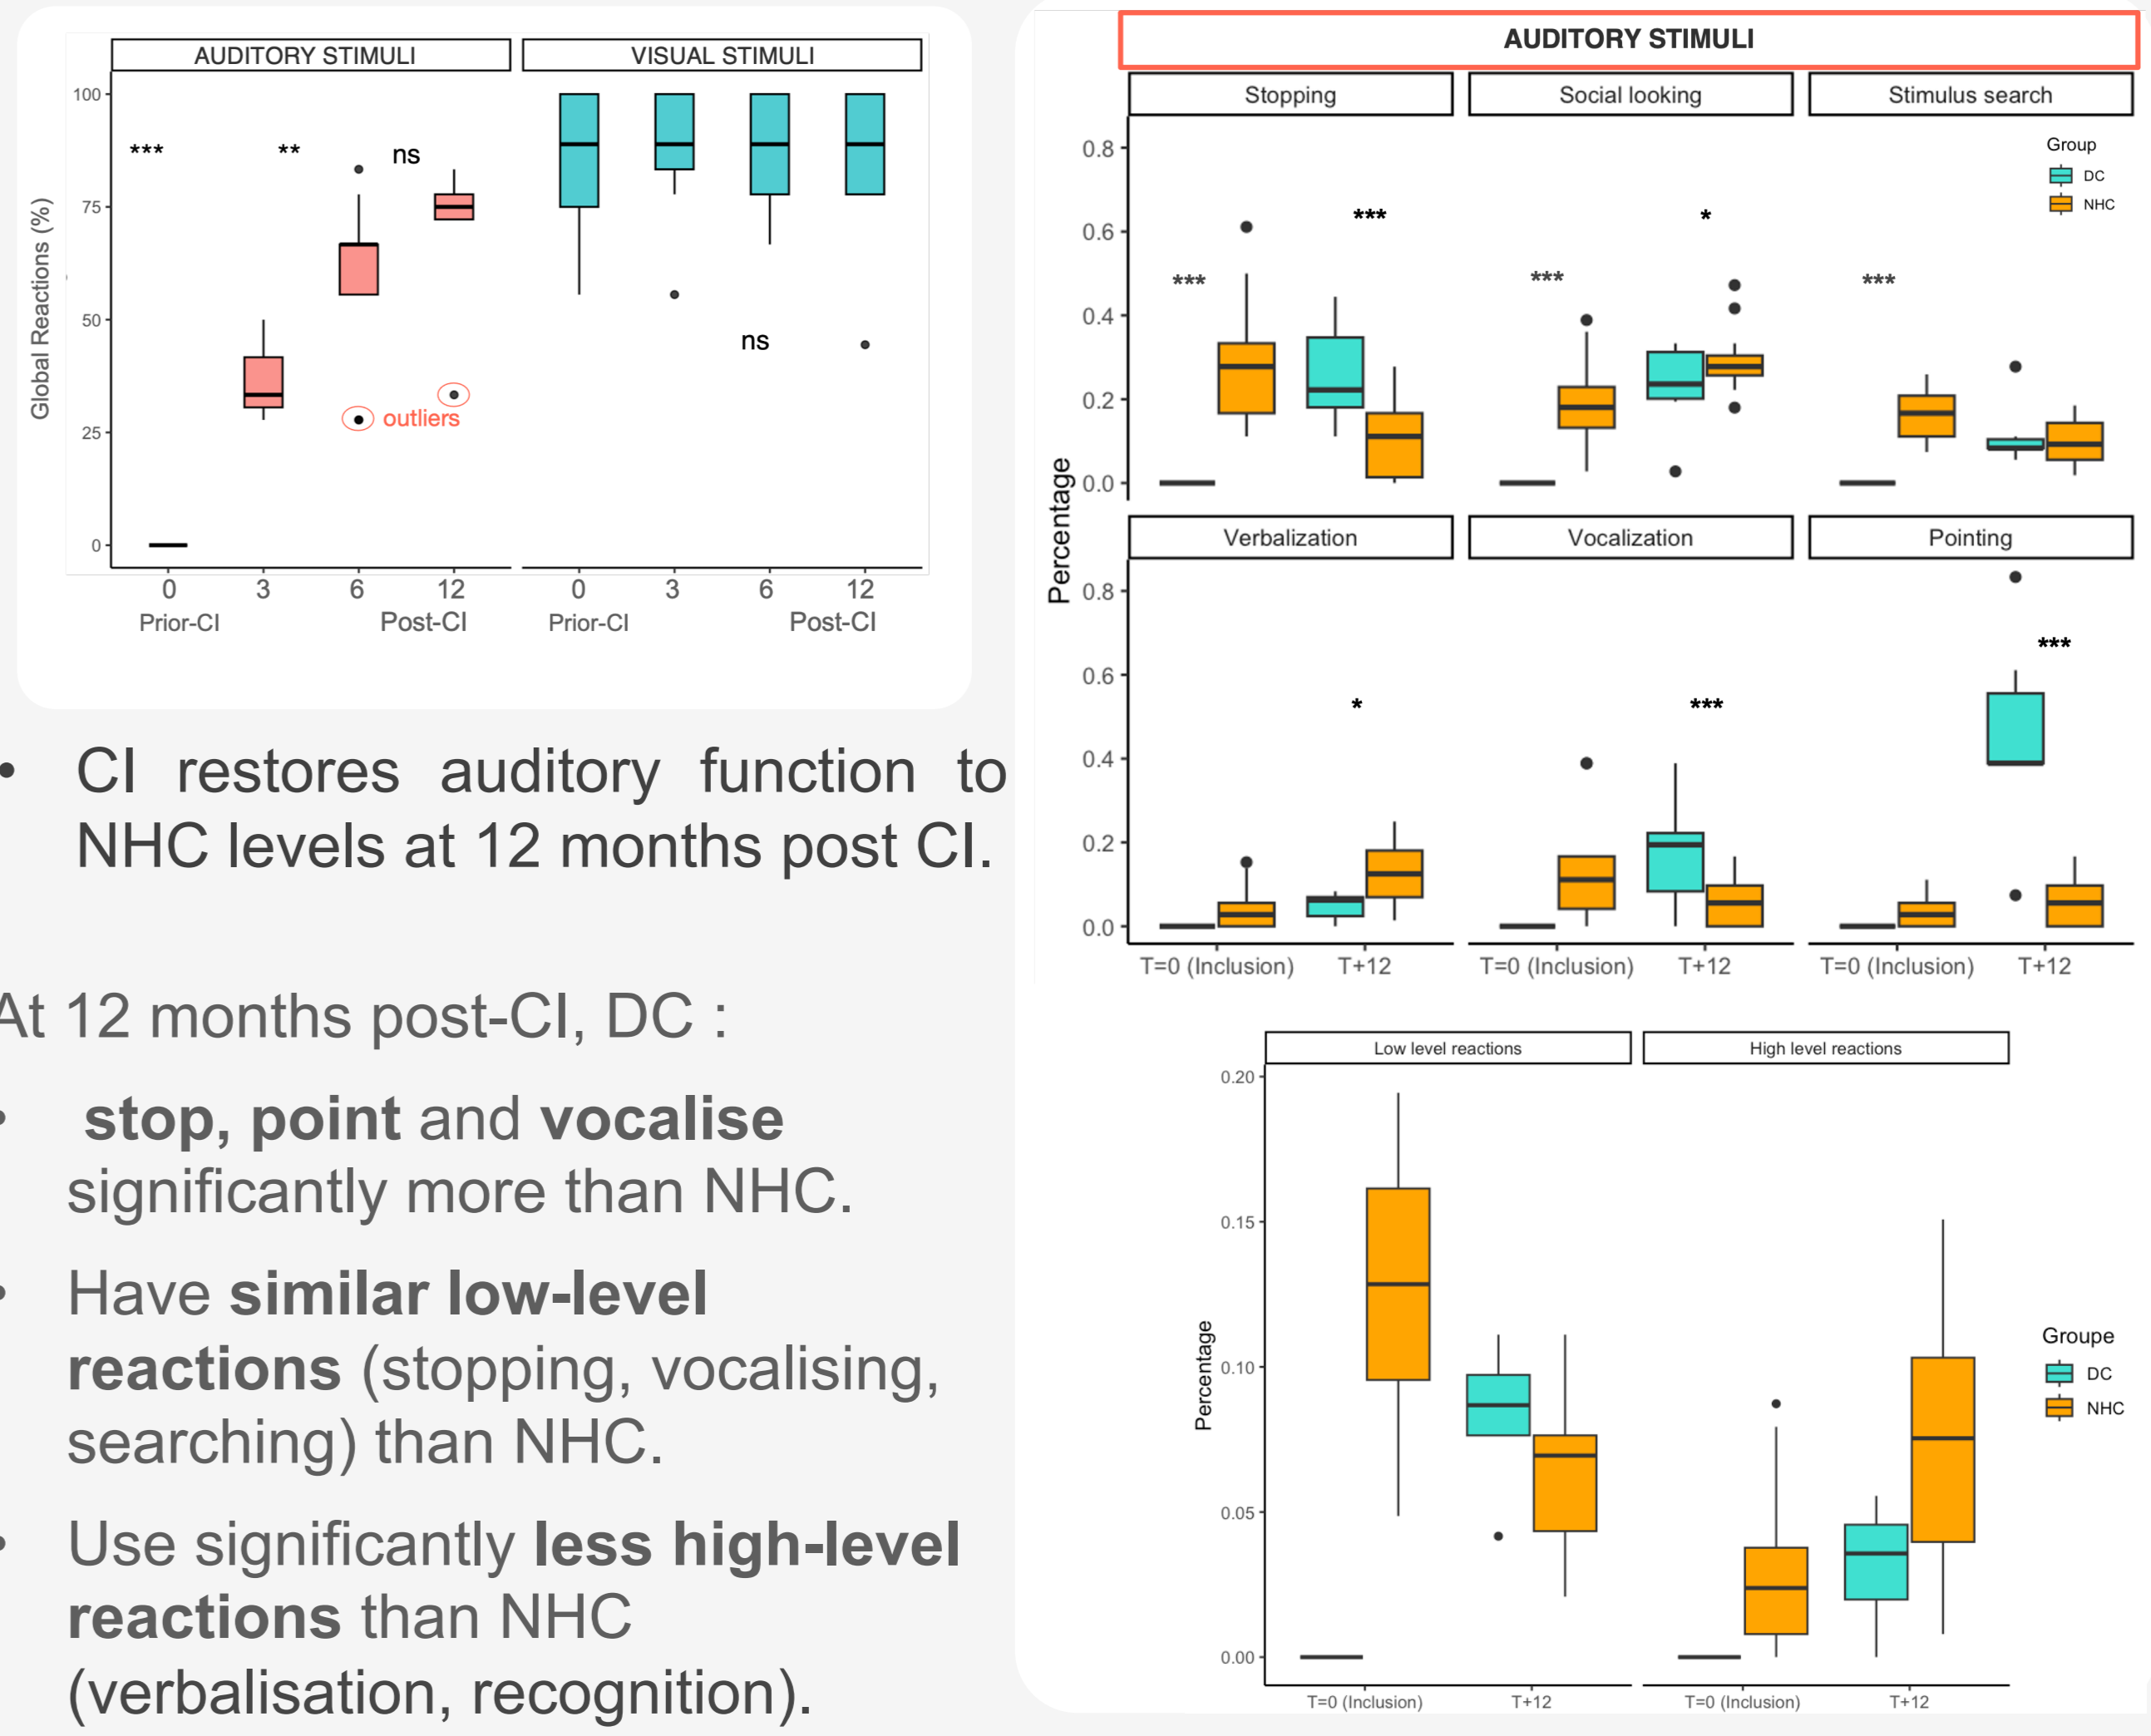 AUDITORY STIMULI
VISUAL STIMULI
Global Reactions (%)
100
75
50
25
0
***
**
ns
outliers
ns
0
3
6
12
0
3
6
12
Prior-CI
Post-CI
Prior-CI
Post-CI
• CI restores auditory function to
NHC levels at 12 months post CI.
At 12 months post-CI, DC :
• stop, point and vocalise
significantly more than NHC.
• Have similar low-level
reactions (stopping, vocalising,
searching) than NHC.
• Use significantly less high-level
reactions than NHC
(verbalisation, recognition).
AUDITORY STIMULI
Stopping
Social looking
Stimulus search
Group
DC
NHC
0.8
0.6
0.4
0.2
0.0
***
***
***
*
***
Percentage
Verbalization
Vocalization
Pointing
0.8
0.6
0.4
0.2
0.0
*
***
***
T=0 (Inclusion)
T+12
T=0 (Inclusion)
T+12
T=0 (Inclusion)
T+12
Low level reactions
High level reactions
Percentage
0.20
0.15
0.10
0.05
0.00
Groupe
DC
NHC
T=0 (Inclusion)
T+12
T=0 (Inclusion)
T+12